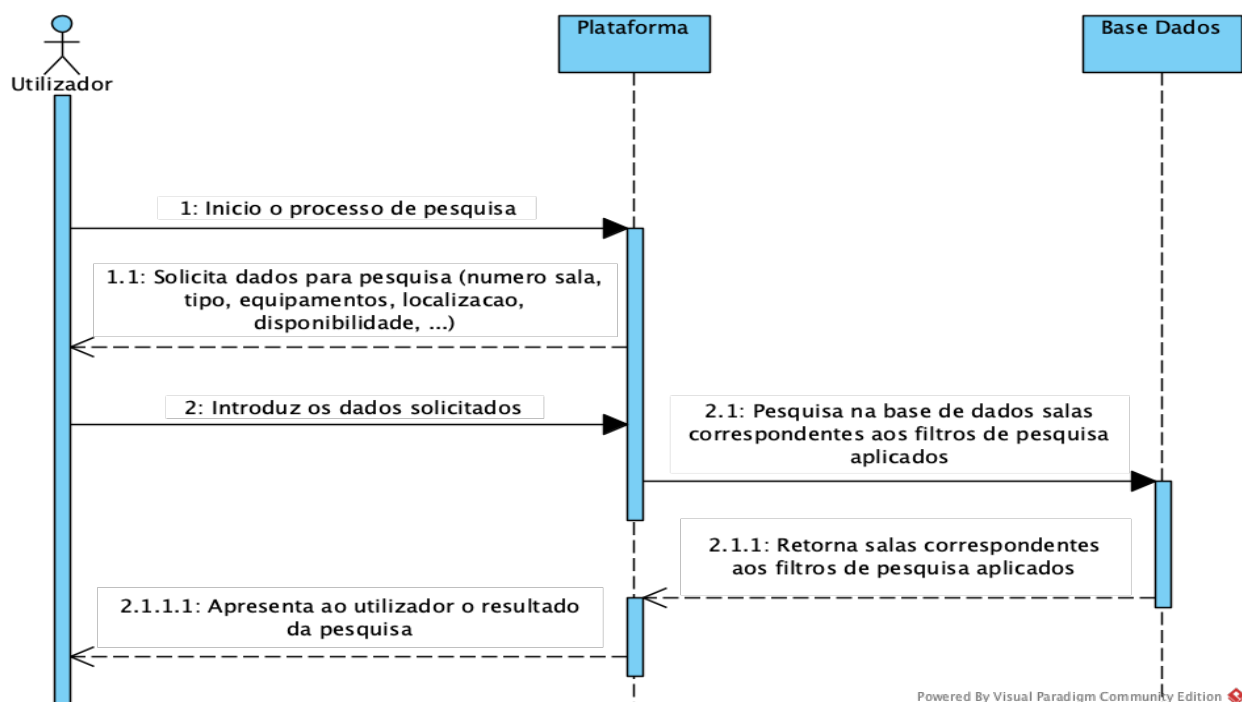 Utilizador
Plataforma
Base Dados
1: Inicio o processo de pesquisa
1.1: Solicita dados para pesquisa (numero sala,
tipo, equipamentos, localizacao,
disponibilidade, ...)
2: Introduz os dados solicitados
2.1: Pesquisa na base de dados salas
correspondentes aos filtros de pesquisa
aplicados
2.1.1: Retorna salas correspondentes
aos filtros de pesquisa aplicados
2.1.1.1: Apresenta ao utilizador o resultado
da pesquisa
Powered By Visual Paradigm Community Edition